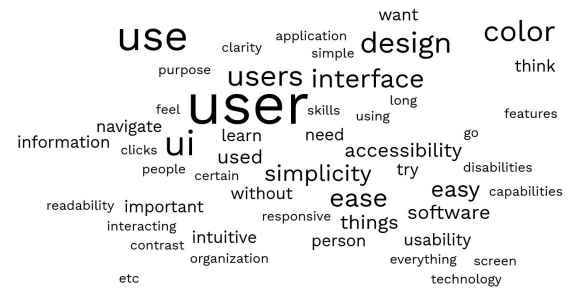 want
use
color
application
clarity
design
simple
think
purpose
users
interface
user
long
feel
skills
features
using
navigate
go
information
ui
learn
need
clicks
used
accessibility
people
try
disabilities
certain
simplicity
without
easy
capabilities
ease
readability
important
software
responsive
things
interacting
intuitive
person
usability
contrast
organization
everything
screen
etc
technology